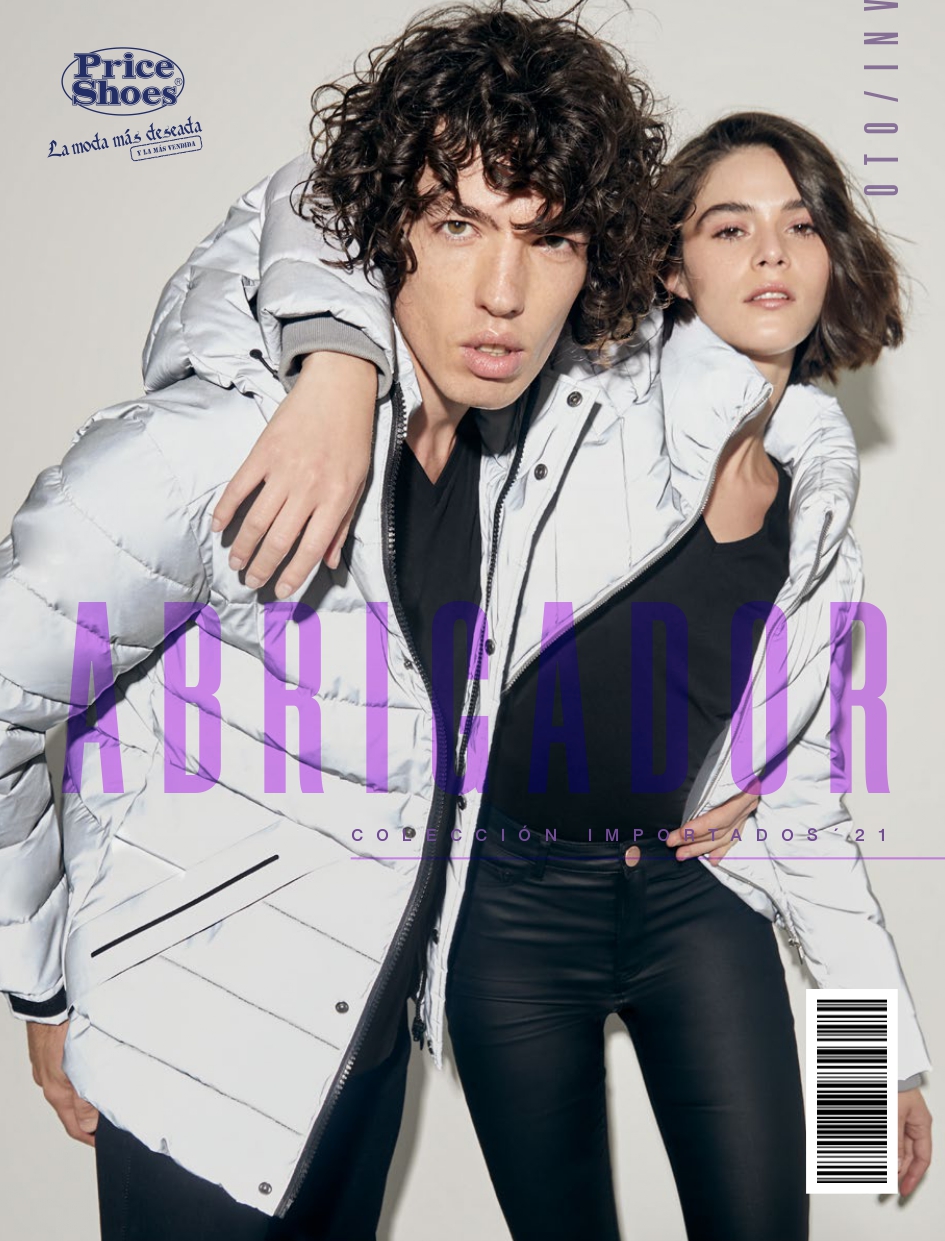 Price
Shoes®
La moda más deseada
Y LA MÁS VENDIDA
OTO/INV
ABRIGADOR
COLECCIÓN IMPORTADOS´21